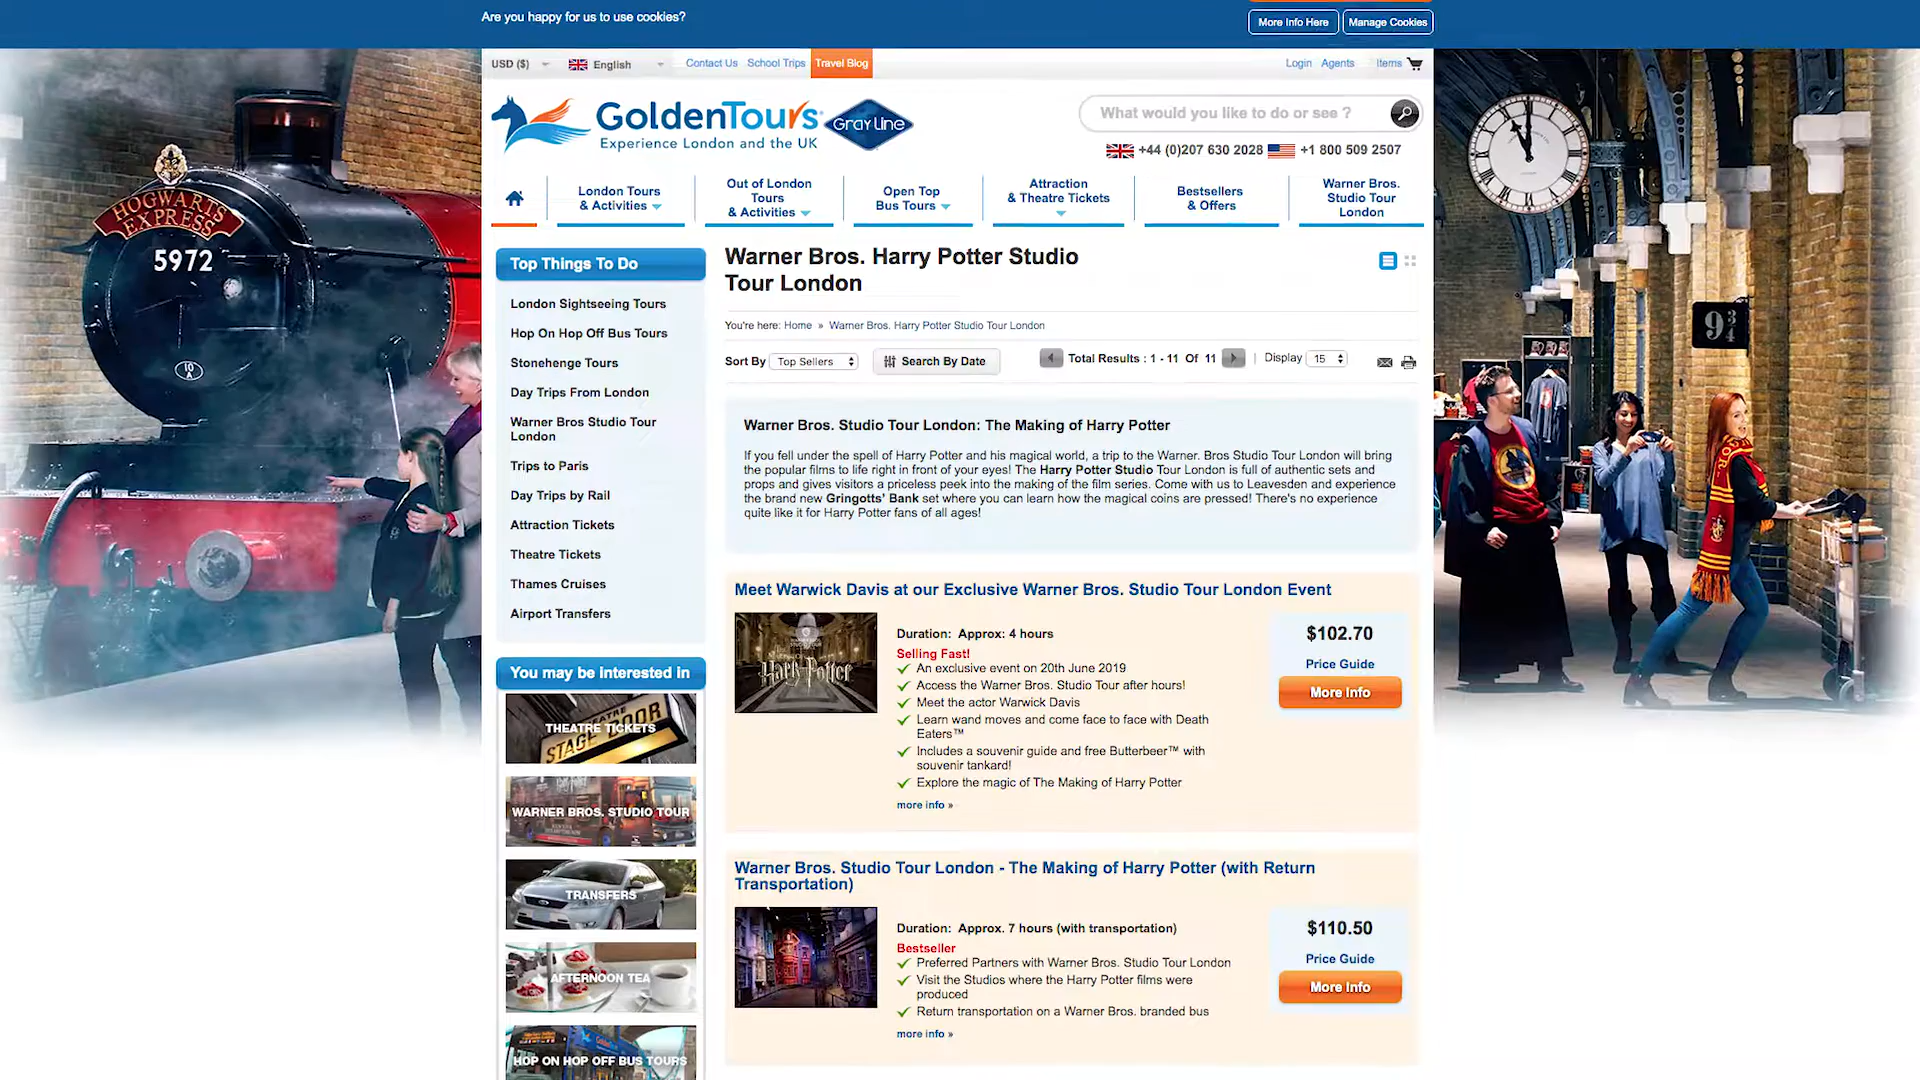 Are you happy for us to use cookies?
More Info Here
Manage Cookies
USD ($)
English
Contact Us
School Trips
Travel Blog
Login
Agents
Items
GoldenTours
Experience London and the UK
GRAY LINE
What would you like to do or see ?
+44 (0)207 630 2028
+1 800 509 2507
London Tours
& Activities
Out of London
Tours
& Activities
Open Top
Bus Tours
Attraction
& Theatre Tickets
Bestsellers
& Offers
Warner Bros.
Studio Tour
London
HOGWARTS
EXPRESS
5972
10
A
9 3/4
Top Things To Do
London Sightseeing Tours
Hop On Hop Off Bus Tours
Stonehenge Tours
Day Trips From London
Warner Bros Studio Tour
London
Trips to Paris
Day Trips by Rail
Attraction Tickets
Theatre Tickets
Thames Cruises
Airport Transfers
You may be interested in
THEATRE TICKETS
STAGE DOOR
WARNER BROS. STUDIO TOUR
TRANSFERS
AFTERNOON TEA
HOP ON HOP OFF BUS TOURS
Warner Bros. Harry Potter Studio
Tour London
You're here: Home » Warner Bros. Harry Potter Studio Tour London
Sort By Top Sellers
Search By Date
Total Results : 1 - 11 Of 11
| Display 15
Warner Bros. Studio Tour London: The Making of Harry Potter
If you fell under the spell of Harry Potter and his magical world, a trip to the Warner. Bros Studio Tour London will bring
the popular films to life right in front of your eyes! The Harry Potter Studio Tour London is full of authentic sets and
props and gives visitors a priceless peek into the making of the film series. Come with us to Leavesden and experience
the brand new Gringotts' Bank set where you can learn how the magical coins are pressed! There's no experience
quite like it for Harry Potter fans of all ages!
Meet Warwick Davis at our Exclusive Warner Bros. Studio Tour London Event
Harry Potter
Duration: Approx: 4 hours
Selling Fast!
An exclusive event on 20th June 2019
Access the Warner Bros. Studio Tour after hours!
Meet the actor Warwick Davis
Learn wand moves and come face to face with Death
Eaters™
Includes a souvenir guide and free Butterbeer™ with
souvenir tankard!
Explore the magic of The Making of Harry Potter
more info »
$102.70
Price Guide
More Info
Warner Bros. Studio Tour London - The Making of Harry Potter (with Return
Transportation)
Duration: Approx. 7 hours (with transportation)
Bestseller
Preferred Partners with Warner Bros. Studio Tour London
Visit the Studios where the Harry Potter films were
produced
Return transportation on a Warner Bros. branded bus
more info »
$110.50
Price Guide
More Info